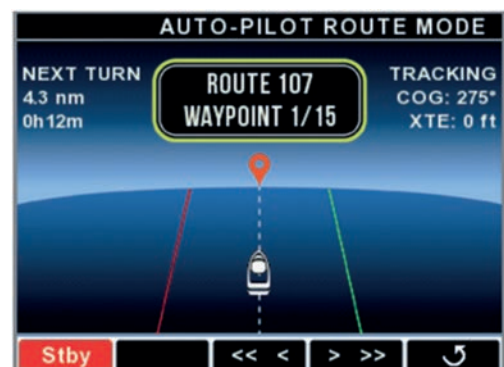 AUTO-PILOT ROUTE MODE
NEXT TURN
4.3 nm
0h12m
ROUTE 107
WAYPOINT 1/15
TRACKING
COG: 275°
XTE: 0 ft
Stby
<< <
> >>